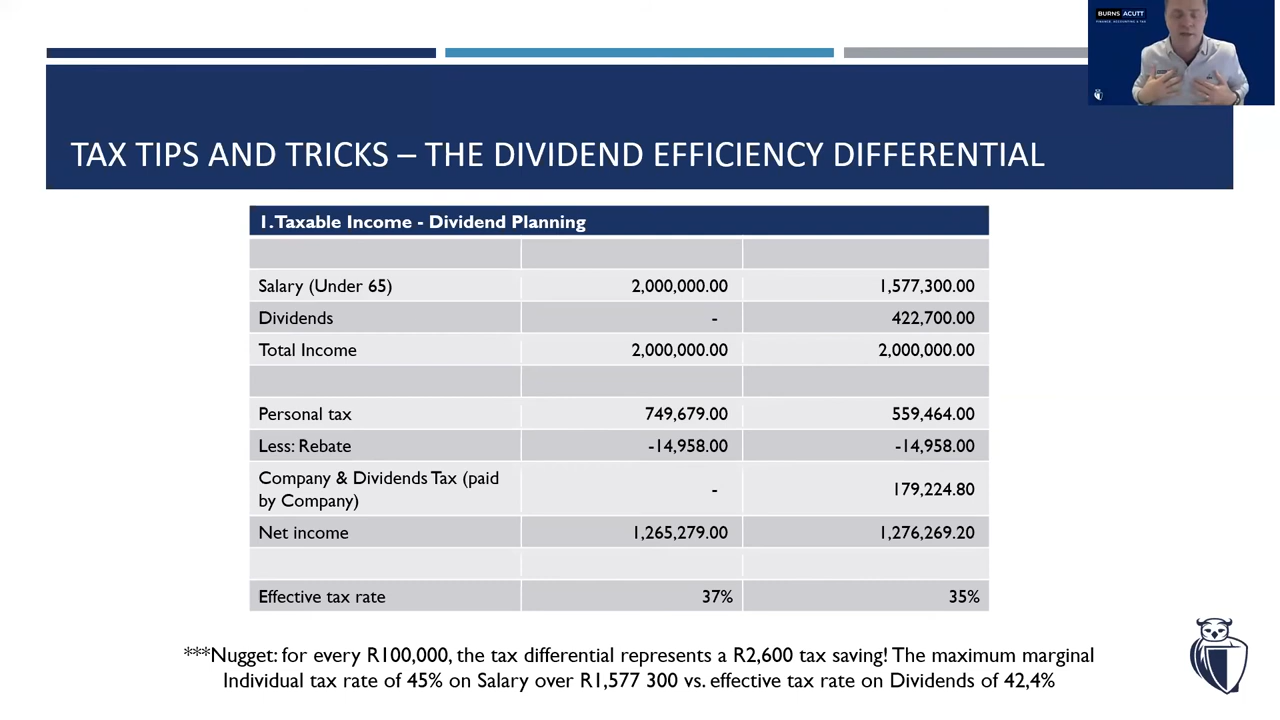 BURNS ACUTT
FINANCE, ACCOUNTING & TAX
TAX TIPS AND TRICKS – THE DIVIDEND EFFICIENCY DIFFERENTIAL
1. Taxable Income - Dividend Planning
Salary (Under 65) 2,000,000.00 1,577,300.00
Dividends - 422,700.00
Total Income 2,000,000.00 2,000,000.00
Personal tax 749,679.00 559,464.00
Less: Rebate -14,958.00 -14,958.00
Company & Dividends Tax (paid
by Company) - 179,224.80
Net income 1,265,279.00 1,276,269.20
Effective tax rate 37% 35%
***Nugget: for every R100,000, the tax differential represents a R2,600 tax saving! The maximum marginal
Individual tax rate of 45% on Salary over R1,577 300 vs. effective tax rate on Dividends of 42,4%